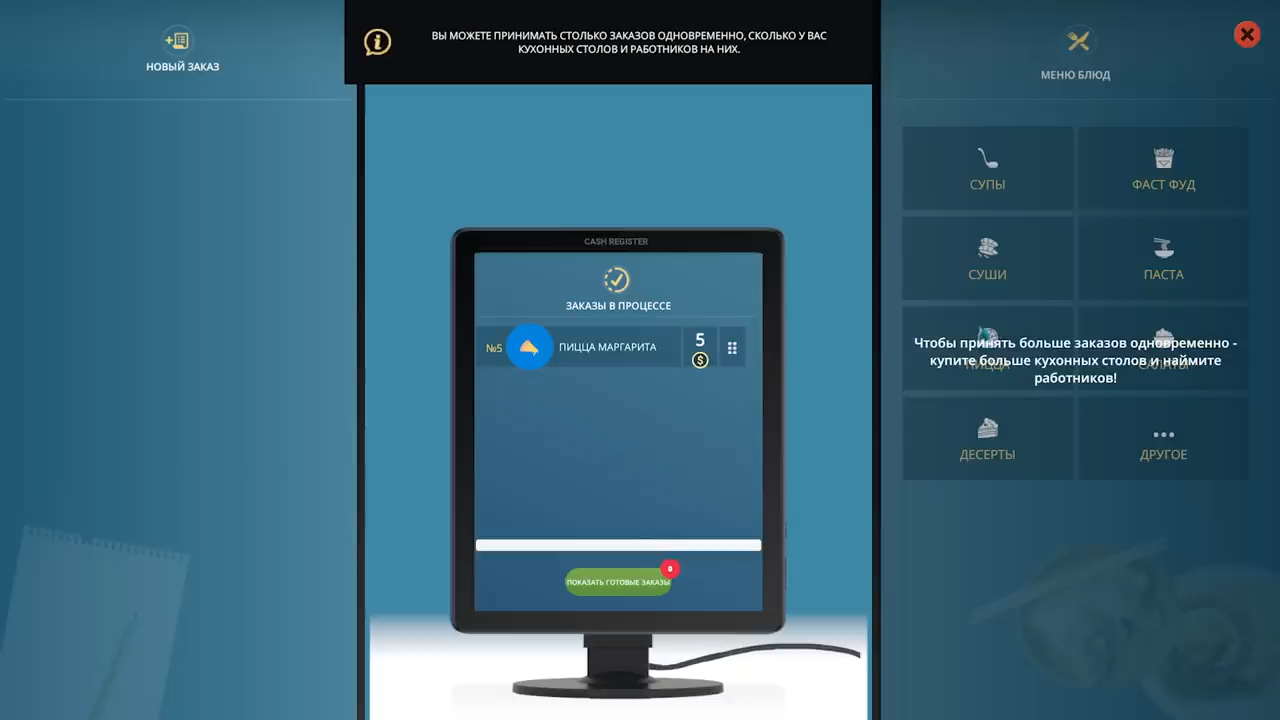 НОВЫЙ ЗАКАЗ
ВЫ МОЖЕТЕ ПРИНИМАТЬ СТОЛЬКО ЗАКАЗОВ ОДНОВРЕМЕННО, СКОЛЬКО У ВАС
КУХОННЫХ СТОЛОВ И РАБОТНИКОВ НА НИХ.
CASH REGISTER
ЗАКАЗЫ В ПРОЦЕССЕ
№5 ПИЦЦА МАРГАРИТА 5
ПОКАЗАТЬ ГОТОВЫЕ ЗАКАЗЫ 0
МЕНЮ БЛЮД
СУПЫ ФАСТ ФУД
СУШИ ПАСТА
Чтобы принять больше заказов одновременно -
купите больше кухонных столов и наймите
работников!
ПИЦЦА САЛАТЫ
ДЕСЕРТЫ ДРУГОЕ